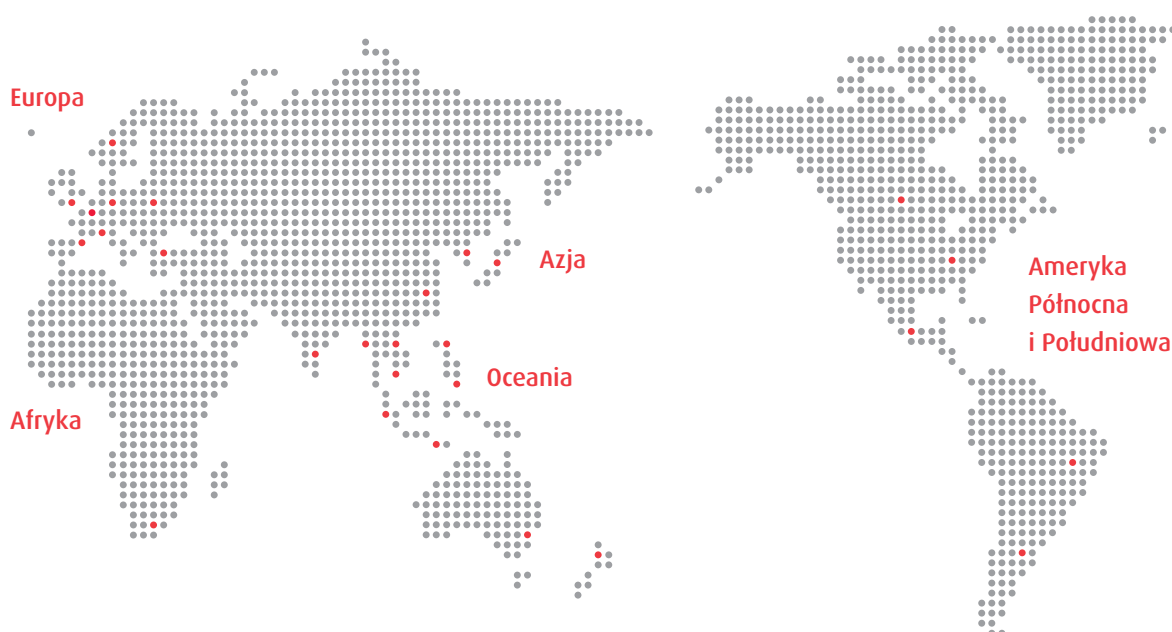 Europa
Azja
Ameryka
Północna
i Południowa
Oceania
Afryka